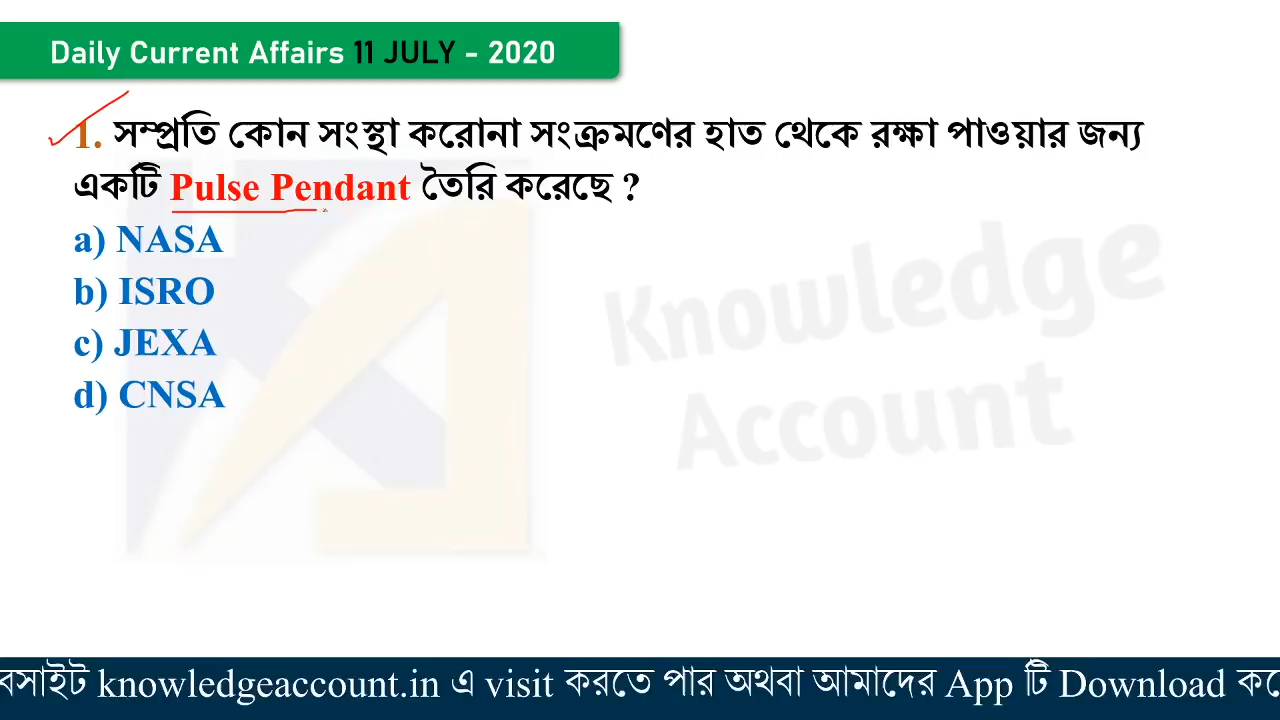 Daily Current Affairs 11 JULY - 2020
1. সম্প্রতি কোন সংস্থা করোনা সংক্রমণের হাত থেকে রক্ষা পাওয়ার জন্য
একটি Pulse Pendant তৈরি করেছে ?
a) NASA
b) ISRO
c) JEXA
d) CNSA
Knowledge
Account
বসাইট knowledgeaccount.in এ visit করতে পার অথবা আমাদের App টি Download